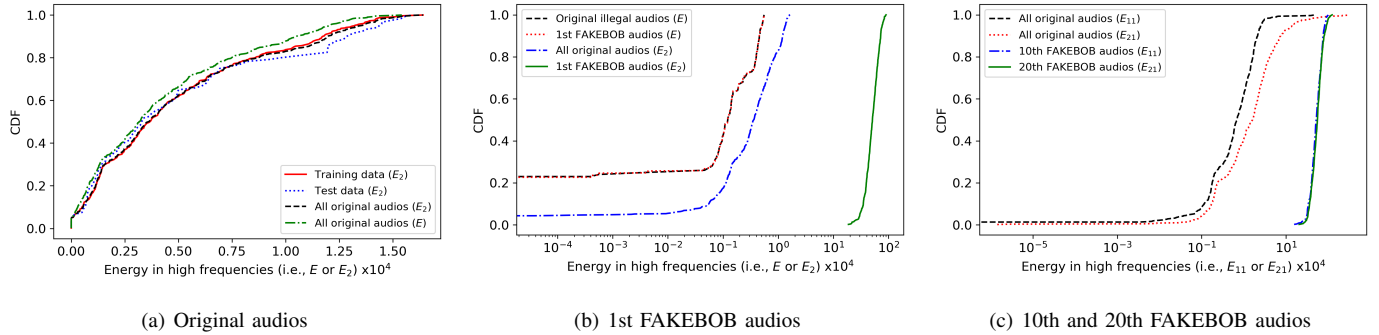 1.0
0.8
0.6
0.4
0.2
0.0
CDF
Training data (E2)
Test data (E2)
All original audios (E2)
All original audios (E)
0.00 0.25 0.50 0.75 1.00 1.25 1.50
Energy in high frequencies (i.e., E or E2) x10^4
(a) Original audios
1.0
0.8
0.6
0.4
0.2
0.0
CDF
Original illegal audios (E)
1st FAKEBOB audios (E)
All original audios (E2)
1st FAKEBOB audios (E2)
10^−4 10^−3 10^−2 10^−1 10^0 10^1 10^2
Energy in high frequencies (i.e., E or E2) x10^4
(b) 1st FAKEBOB audios
1.0
0.8
0.6
0.4
0.2
0.0
CDF
All original audios (E11)
All original audios (E21)
10th FAKEBOB audios (E11)
20th FAKEBOB audios (E21)
10^−5 10^−3 10^−1 10^1
Energy in high frequencies (i.e., E11 or E21) x10^4
(c) 10th and 20th FAKEBOB audios